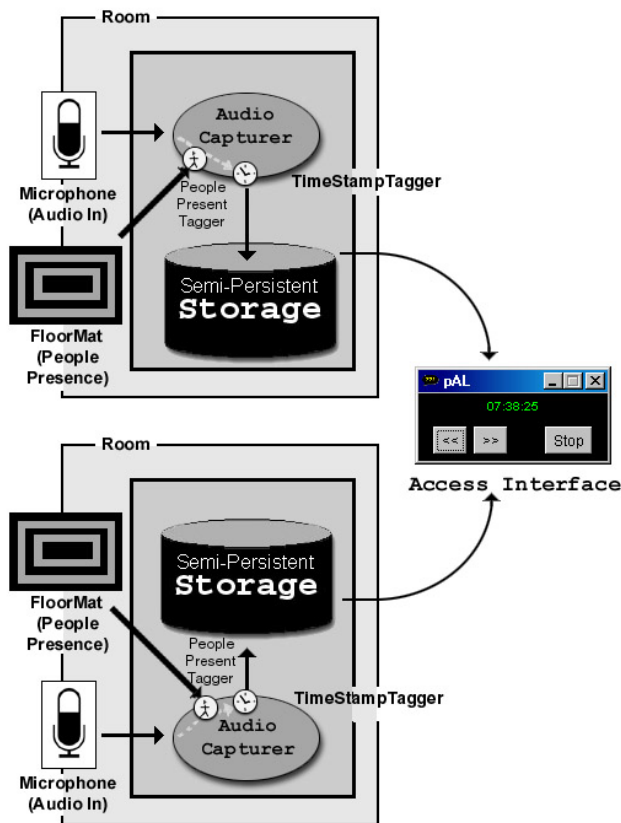 Room
Audio
Capturer
Microphone
(Audio In)
People
Present
Tagger
TimeStampTagger
Semi-Persistent
Storage
FloorMat
(People
Presence)
pAL
07:38:25
<< >> Stop
Access Interface
Room
Semi-Persistent
Storage
FloorMat
(People
Presence)
People
Present
Tagger
TimeStampTagger
Audio
Capturer
Microphone
(Audio In)